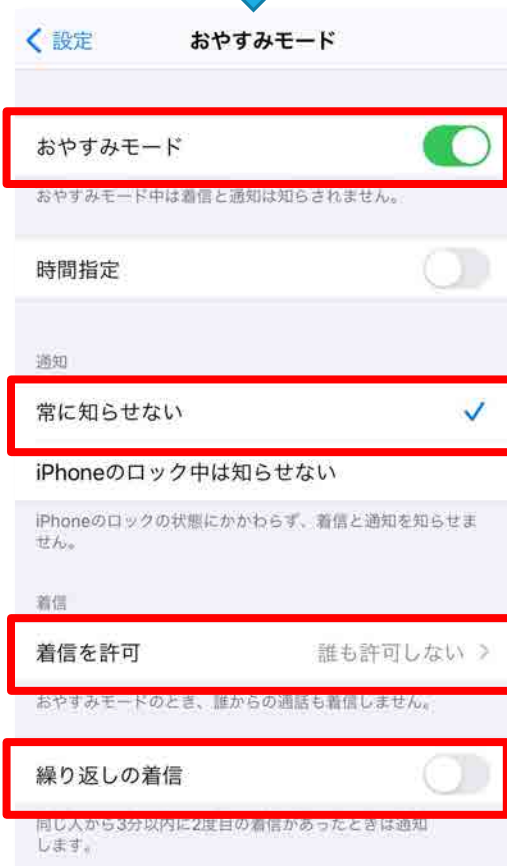 設定
おやすみモード
おやすみモード
おやすみモード中は着信と通知は知らされません。
時間指定
通知
常に知らせない
iPhoneのロック中は知らせない
iPhoneのロックの状態にかかわらず、着信と通知を知らせま
せん。
着信
着信を許可 誰も許可しない
おやすみモードのとき、誰からの通話も着信しません。
繰り返しの着信
同じ人から3分以内に2度目の着信があったときは通知
します。